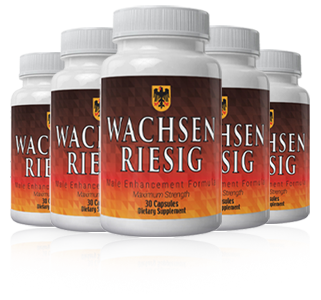 WACHSEN
RIESIG
Male Enhancement Formula
Maximum Strength
30 Capsules
Dietary Supplement